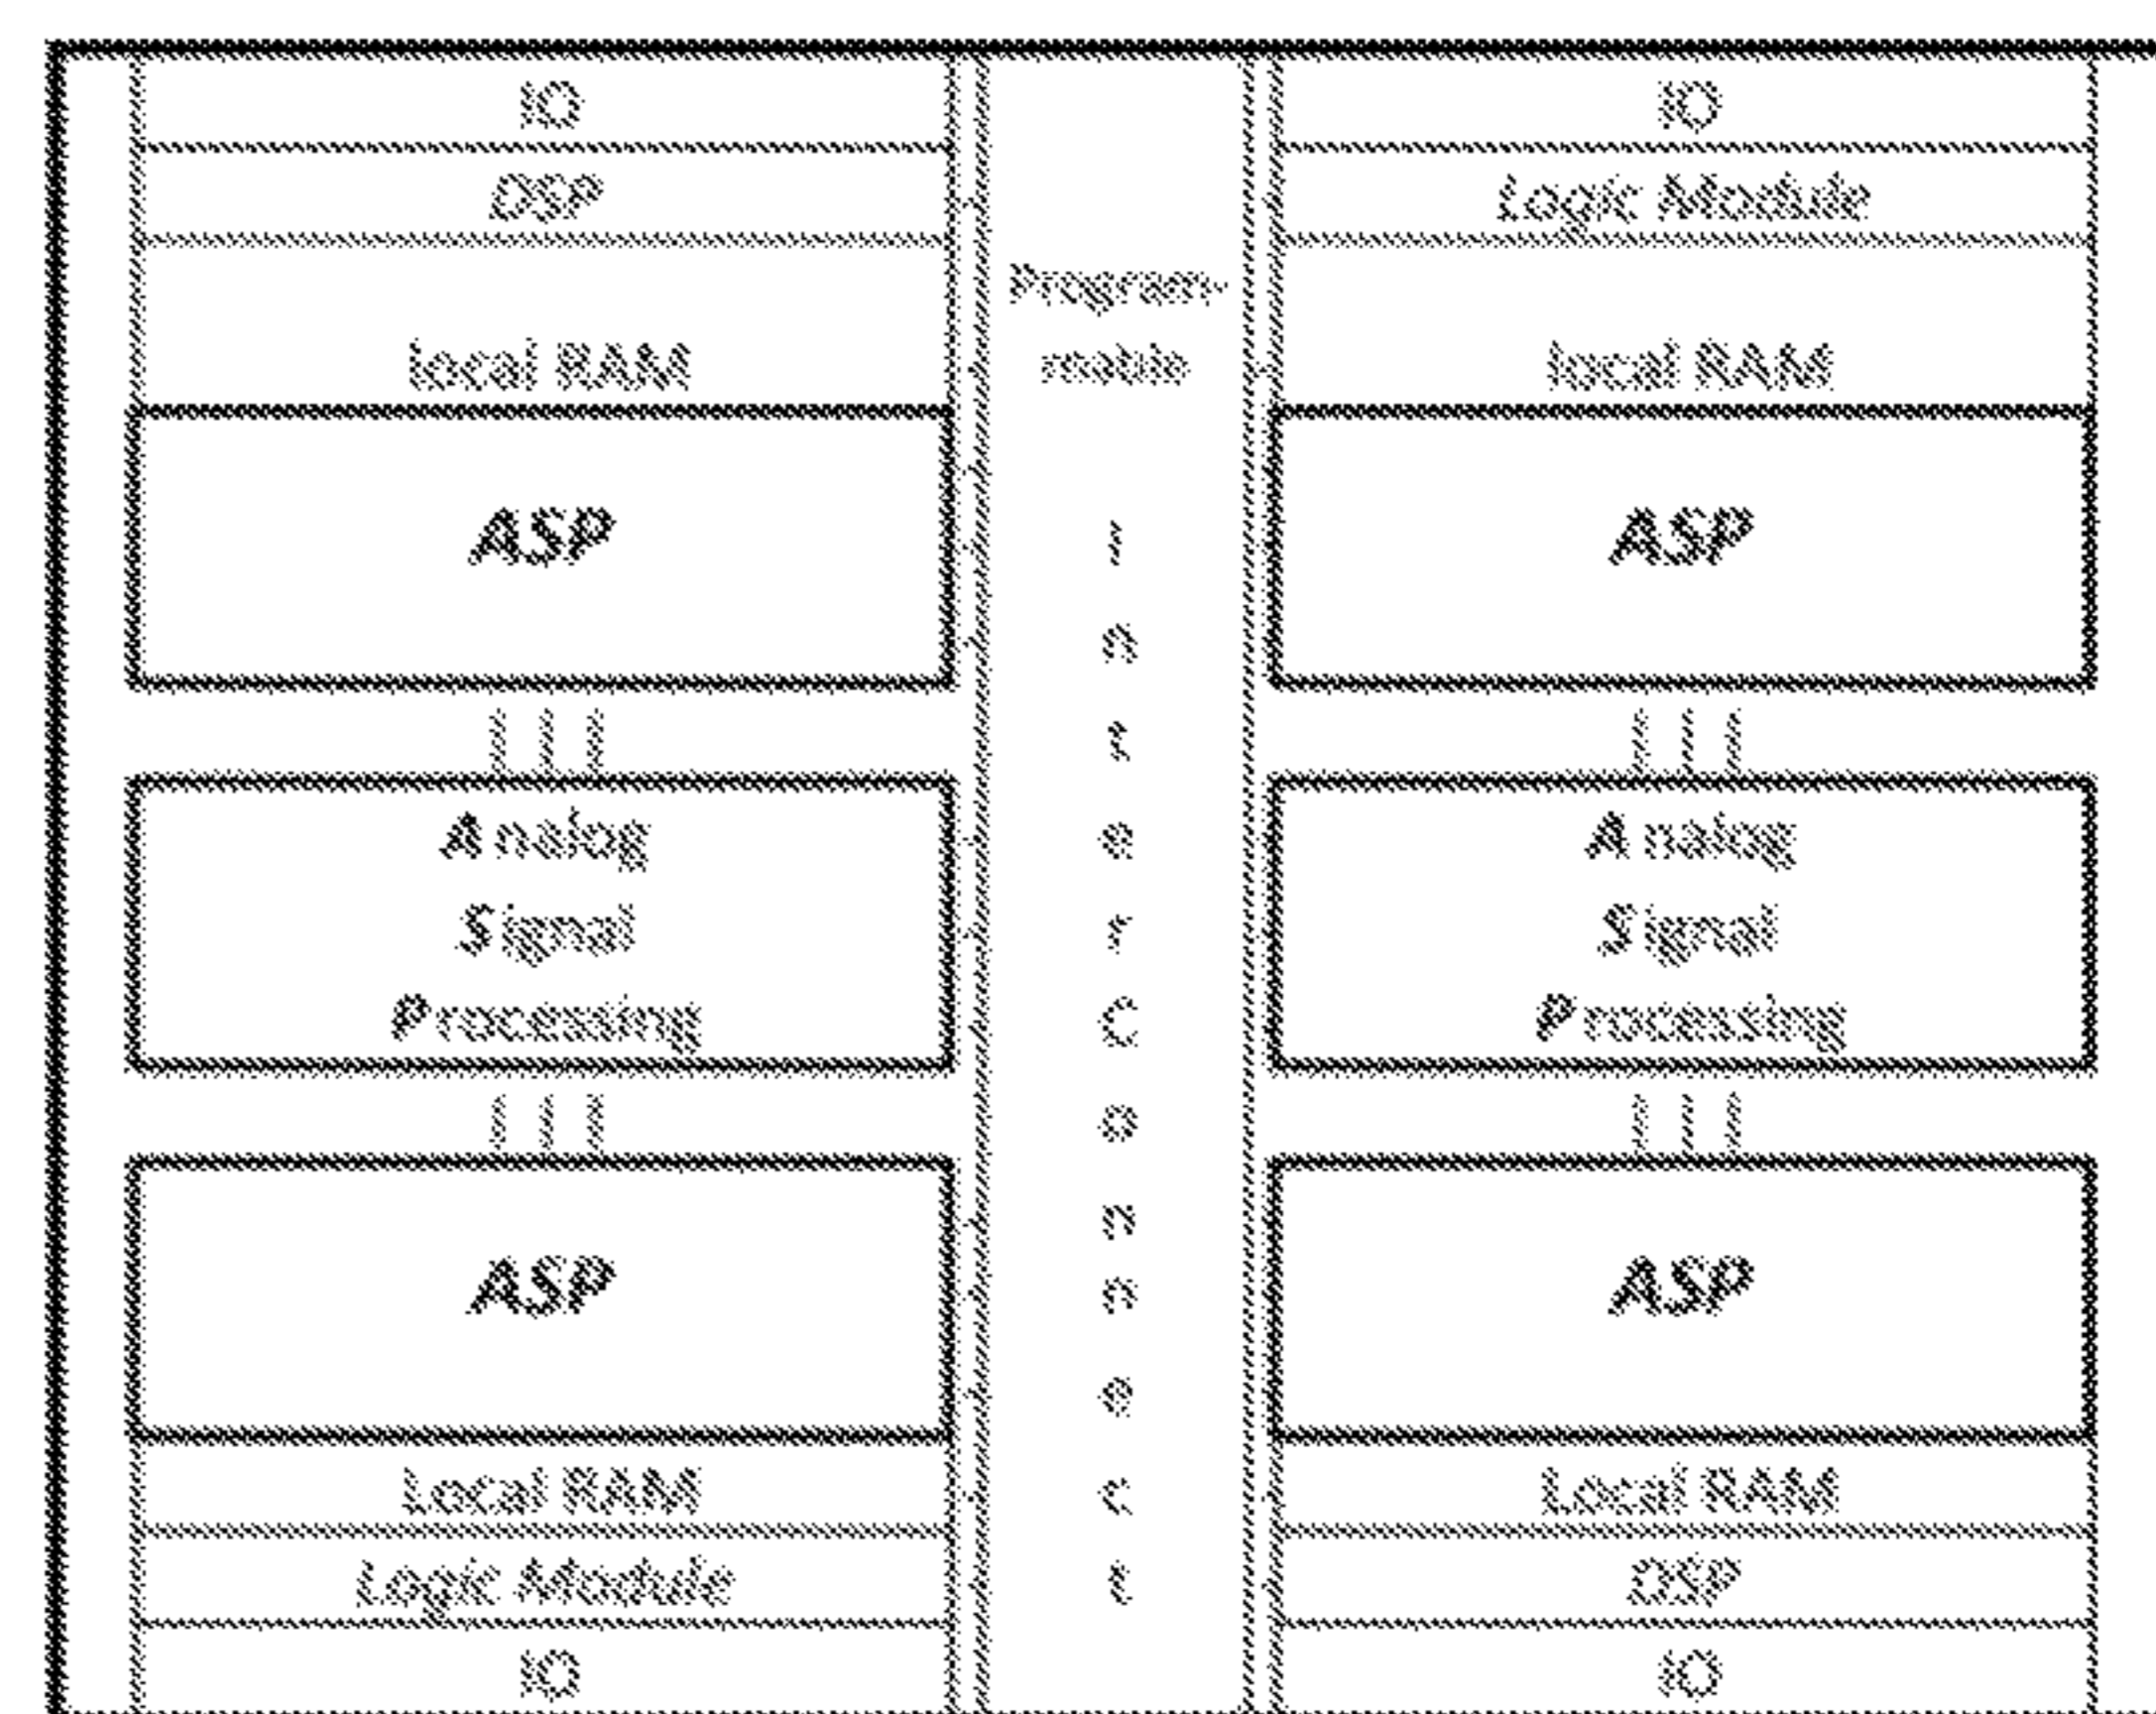 IO
DSP
local RAM
ASP
Analog
Signal
Processing
ASP
Local RAM
Logic Module
IO
Program-
mable
I
n
t
e
r
C
o
n
n
e
c
t
IO
Logic Module
local RAM
ASP
Analog
Signal
Processing
ASP
Local RAM
DSP
IO